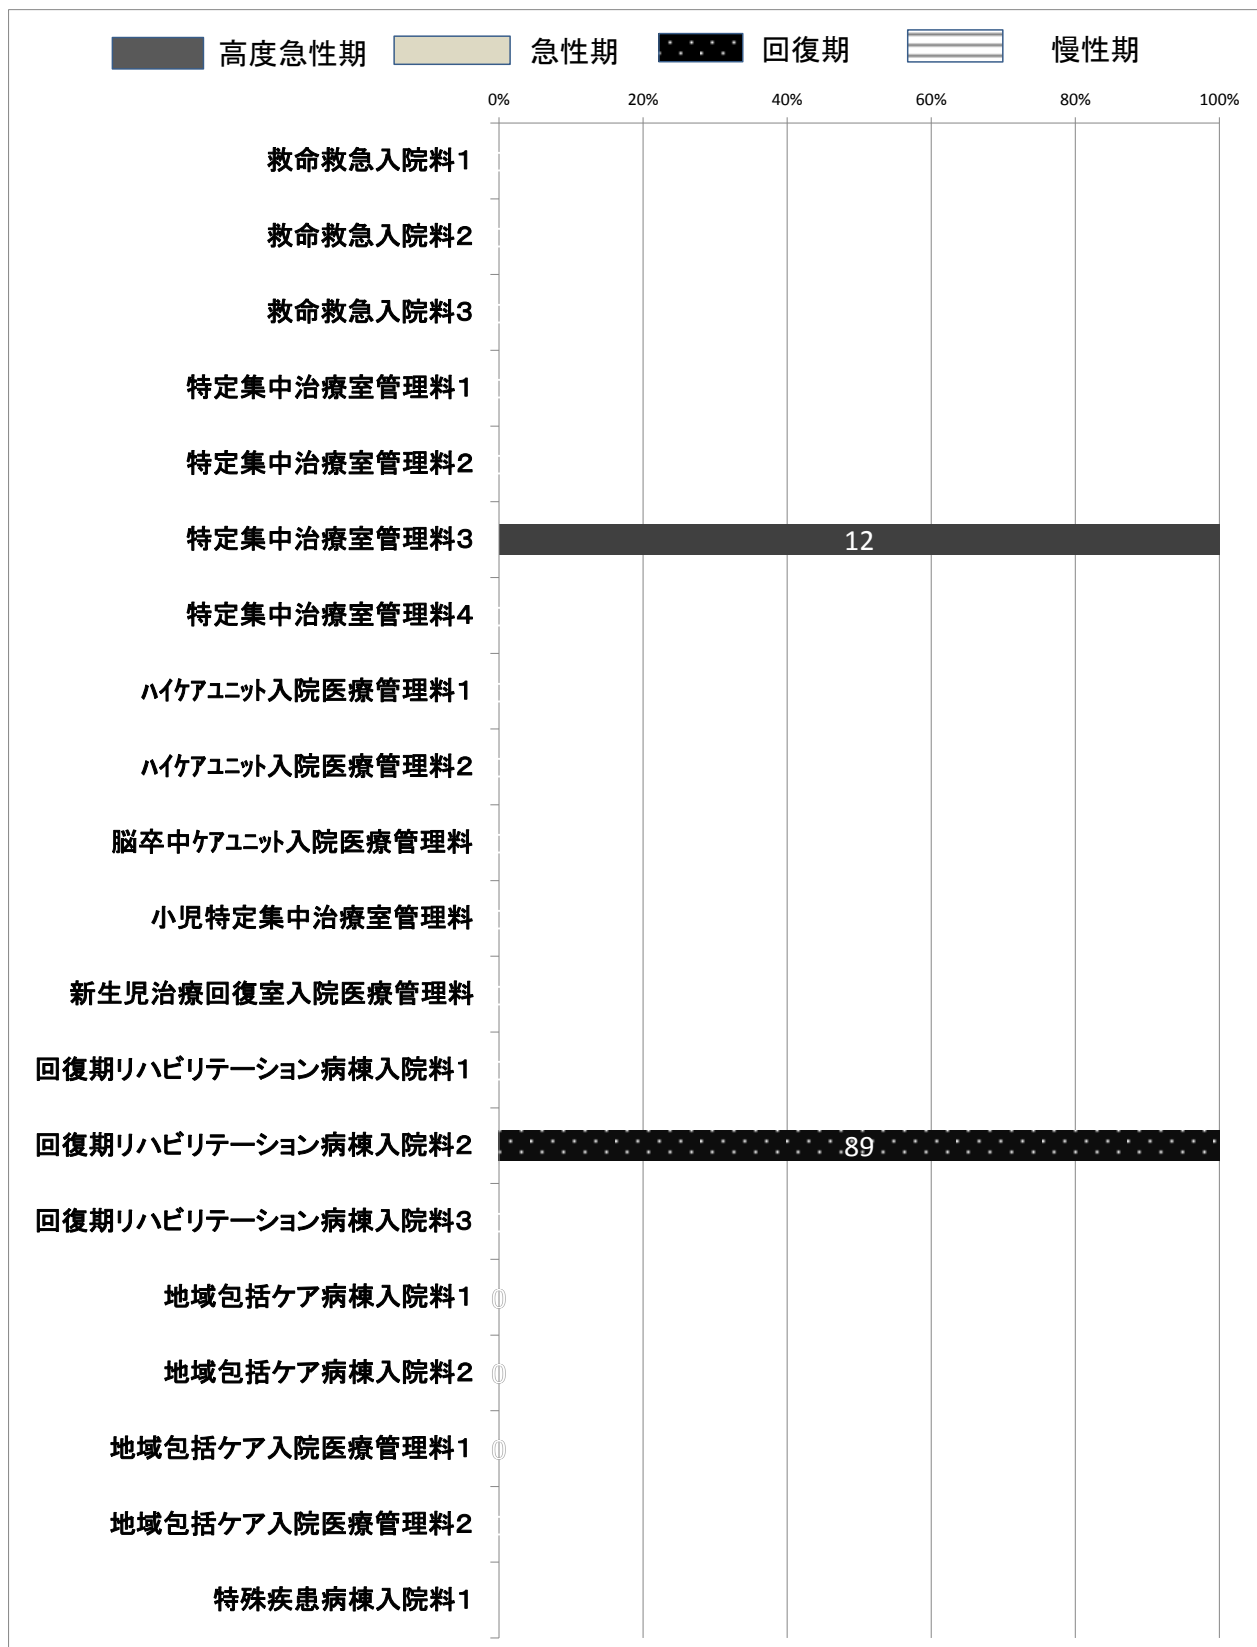 高度急性期 急性期 回復期 慢性期
0% 20% 40% 60% 80% 100%
救命救急入院料1
救命救急入院料2
救命救急入院料3
特定集中治療室管理料1
特定集中治療室管理料2
特定集中治療室管理料3 12
特定集中治療室管理料4
ﾊｲｹｱﾕﾆｯﾄ入院医療管理料1
ﾊｲｹｱﾕﾆｯﾄ入院医療管理料2
脳卒中ｹｱﾕﾆｯﾄ入院医療管理料
小児特定集中治療室管理料
新生児治療回復室入院医療管理料
回復期リハビリテーション病棟入院料1
回復期リハビリテーション病棟入院料2 89
回復期リハビリテーション病棟入院料3
地域包括ケア病棟入院料1 0
地域包括ケア病棟入院料2 0
地域包括ケア入院医療管理料1 0
地域包括ケア入院医療管理料2
特殊疾患病棟入院料1